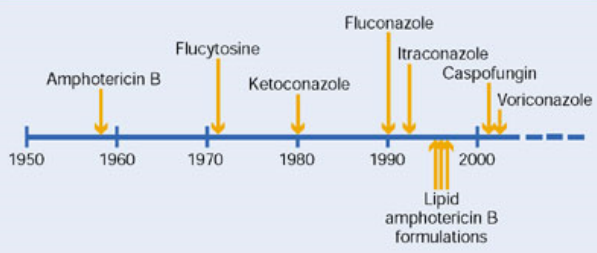 Fluconazole
Flucytosine
Itraconazole
Amphotericin B
Ketoconazole
Caspofungin
Voriconazole
1950 1960 1970 1980 1990 2000
Lipid
amphotericin B
formulations